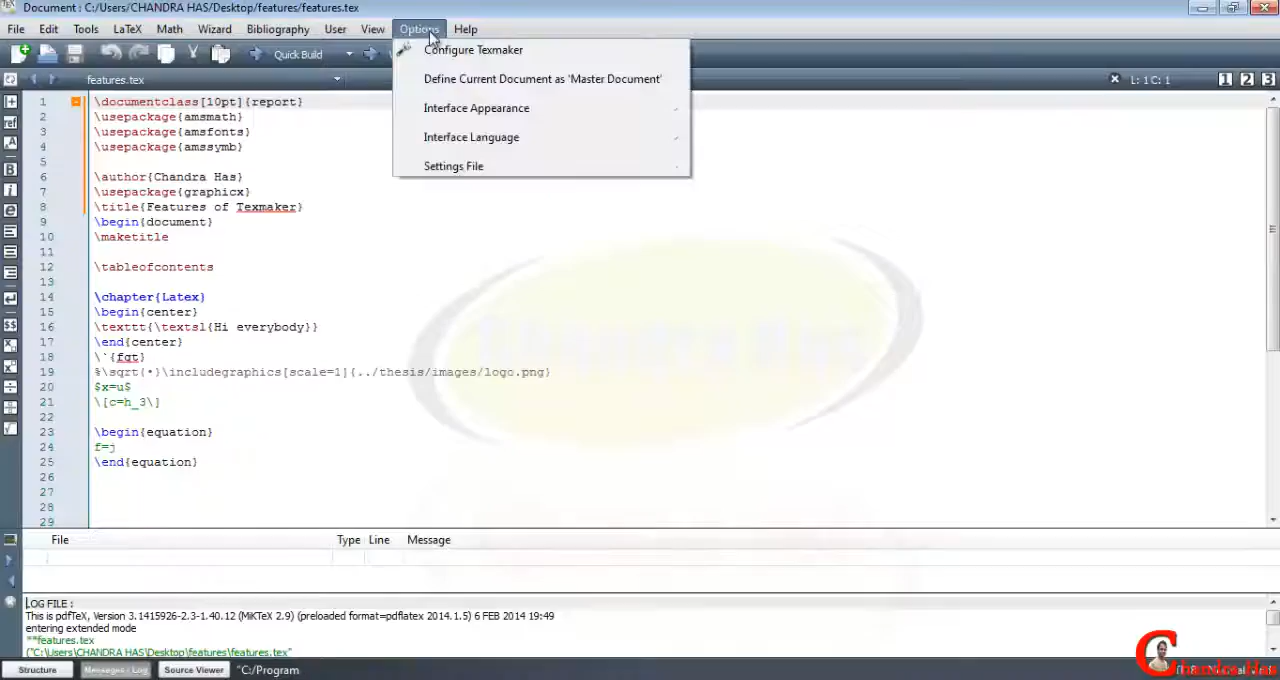 Document : C:/Users/CHANDRA HAS/Desktop/features/features.tex
File Edit Tools LaTeX Math Wizard Bibliography User View Options Help
Quick Build
Configure Texmaker
Define Current Document as 'Master Document'
Interface Appearance
Interface Language
Settings File
features.tex
L: 1 C: 1
1 2 3
1 \documentclass[10pt]{report}
2 \usepackage{amsmath}
3 \usepackage{amsfonts}
4 \usepackage{amssymb}
5
6 \author{Chandra Has}
7 \usepackage{graphicx}
8 \title{Features of Texmaker}
9 \begin{document}
10 \maketitle
11
12 \tableofcontents
13
14 \chapter{Latex}
15 \begin{center}
16 \texttt{\textsl{Hi everybody}}
17 \end{center}
18 \`{fgt}
19 %\sqrt{•}\includegraphics[scale=1]{../thesis/images/logo.png}
20 $x=u$
21 \[c=h_3\]
22
23 \begin{equation}
24 f=j
25 \end{equation}
26
27
28
29
File Type Line Message
LOG FILE :
This is pdfTeX, Version 3.1415926-2.3-1.40.12 (MiKTeX 2.9) (preloaded format=pdflatex 2014.1.5) 6 FEB 2014 19:49
entering extended mode
**features.tex
("C:\Users\CHANDRA HAS\Desktop\features\features.tex"
Structure Messages / Log Source Viewer "C:/Program
Chandra Has